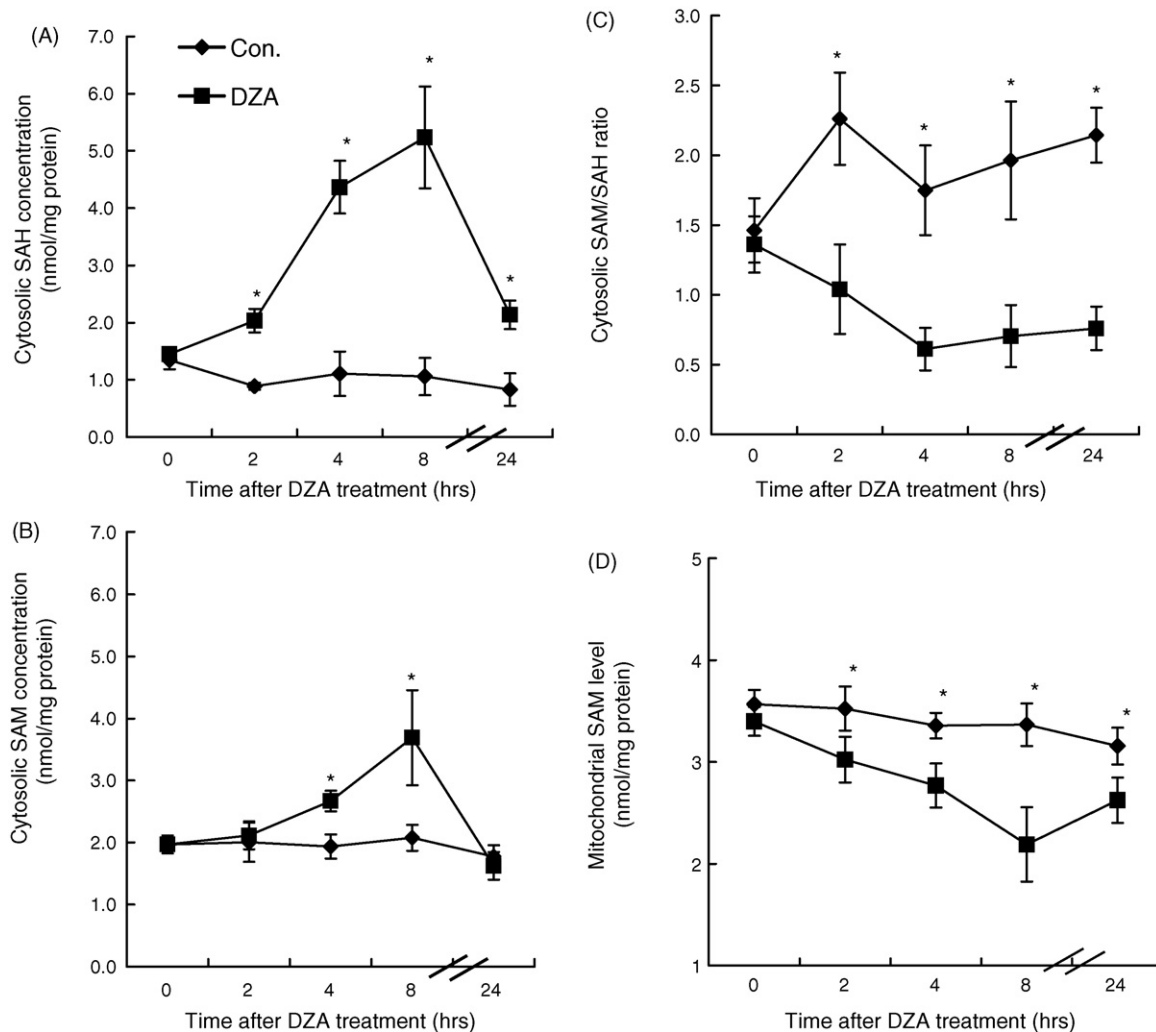 (A)
Cytosolic SAH concentration
(nmol/mg protein)
7.0
6.0
5.0
4.0
3.0
2.0
1.0
0.0
Con.
DZA
*
*
*
*
0 2 4 8 24
Time after DZA treatment (hrs)
(B)
Cytosolic SAM concentration
(nmol/mg protein)
7.0
6.0
5.0
4.0
3.0
2.0
1.0
0.0
*
*
0 2 4 8 24
Time after DZA treatment (hrs)
(C)
Cytosolic SAM/SAH ratio
3.0
2.5
2.0
1.5
1.0
0.5
0.0
*
*
*
*
0 2 4 8 24
Time after DZA treatment (hrs)
(D)
Mitochondrial SAM level
(nmol/mg protein)
5
4
3
2
1
*
*
*
*
0 2 4 8 24
Time after DZA treatment (hrs)